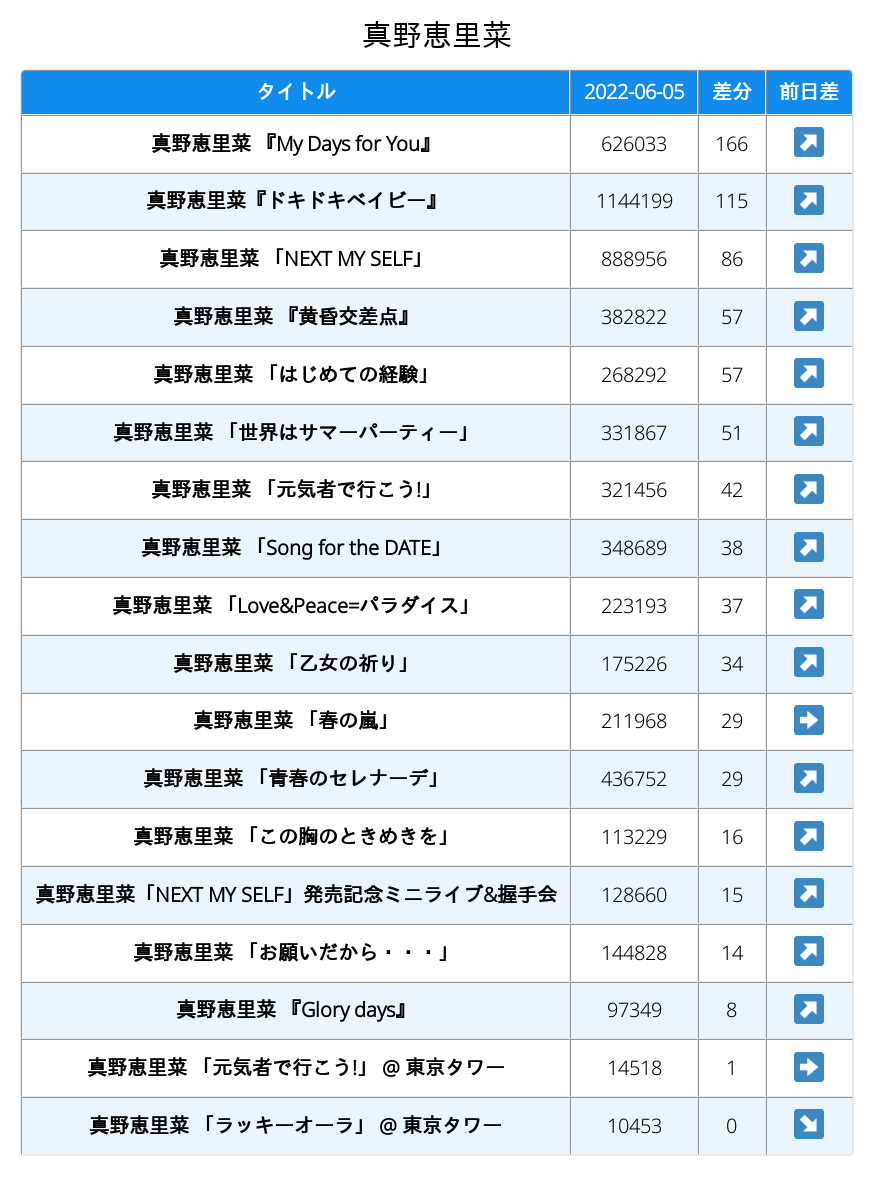 真野恵里菜
タイトル 2022-06-05 差分 前日差
真野恵里菜 『My Days for You』 626033 166
真野恵里菜『ドキドキベイビー』 1144199 115
真野恵里菜 「NEXT MY SELF」 888956 86
真野恵里菜 『黄昏交差点』 382822 57
真野恵里菜 「はじめての経験」 268292 57
真野恵里菜 「世界はサマーパーティー」 331867 51
真野恵里菜 「元気者で行こう!」 321456 42
真野恵里菜 「Song for the DATE」 348689 38
真野恵里菜 「Love&Peace=パラダイス」 223193 37
真野恵里菜 「乙女の祈り」 175226 34
真野恵里菜 「春の嵐」 211968 29
真野恵里菜 「青春のセレナーデ」 436752 29
真野恵里菜 「この胸のときめきを」 113229 16
真野恵里菜「NEXT MY SELF」発売記念ミニライブ&握手会 128660 15
真野恵里菜 「お願いだから・・・」 144828 14
真野恵里菜 『Glory days』 97349 8
真野恵里菜 「元気者で行こう!」 @ 東京タワー 14518 1
真野恵里菜 「ラッキーオーラ」 @ 東京タワー 10453 0